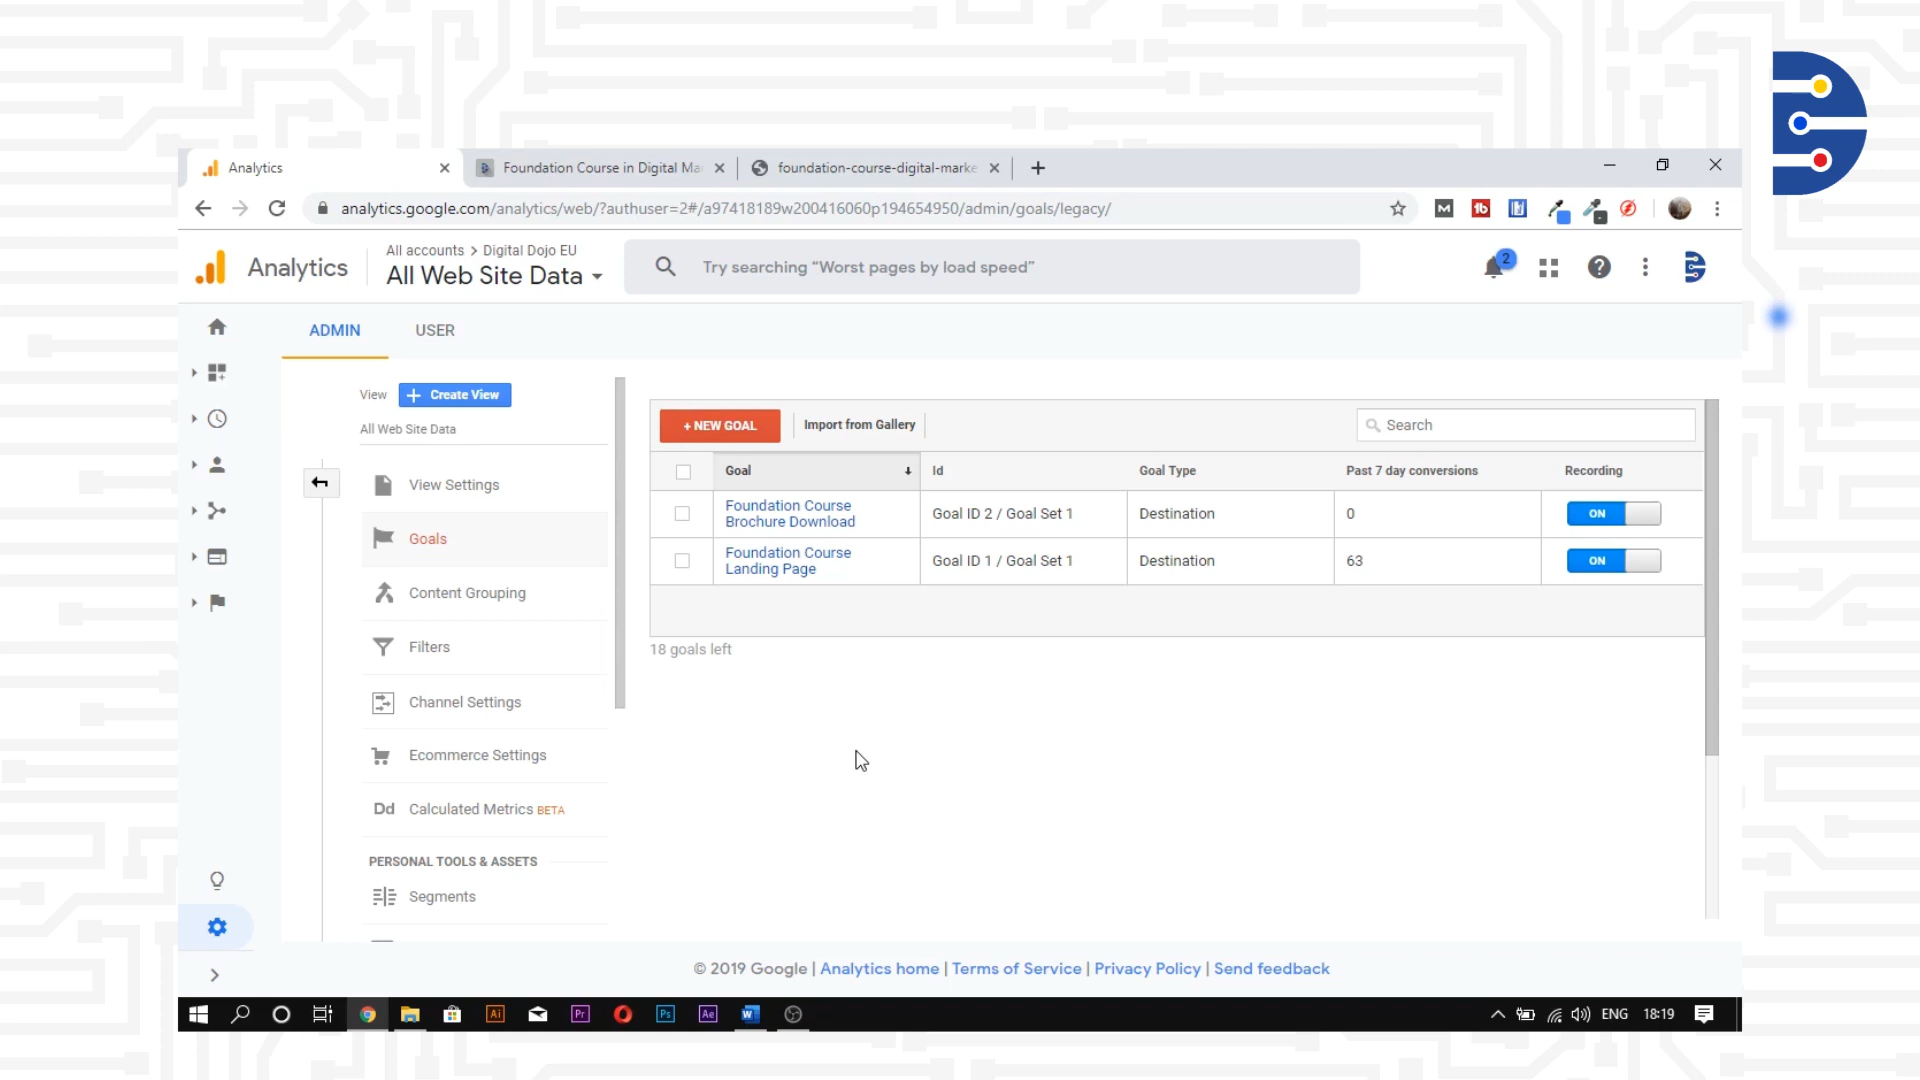 Analytics
Foundation Course in Digital Ma
foundation-course-digital-marke
analytics.google.com/analytics/web/?authuser=2#/a97418189w200416060p194654950/admin/goals/legacy/
Analytics
All accounts > Digital Dojo EU
All Web Site Data
Try searching “Worst pages by load speed”
2
ADMIN
USER
View
+ Create View
All Web Site Data
View Settings
Goals
Content Grouping
Filters
Channel Settings
Ecommerce Settings
Dd Calculated Metrics BETA
PERSONAL TOOLS & ASSETS
Segments
+ NEW GOAL
Import from Gallery
Search
Goal Id Goal Type Past 7 day conversions Recording
Foundation Course
Brochure Download
Goal ID 2 / Goal Set 1
Destination
0
ON
Foundation Course
Landing Page
Goal ID 1 / Goal Set 1
Destination
63
ON
18 goals left
© 2019 Google | Analytics home | Terms of Service | Privacy Policy | Send feedback
Ai
Pr
Ps
Ae
W
ENG
18:19